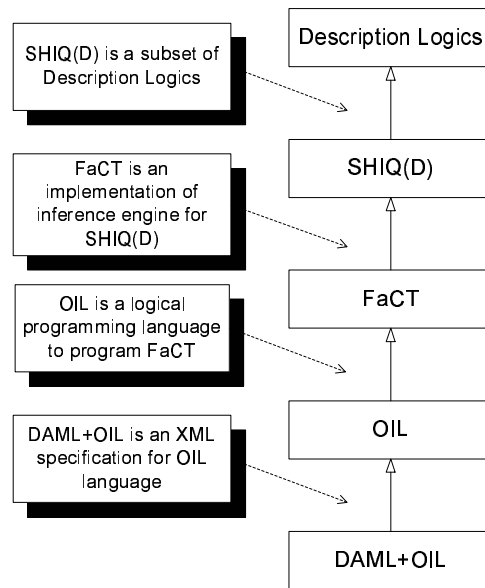 SHIQ(D) is a subset of
Description Logics
Description Logics
SHIQ(D)
FaCT is an
implementation of
inference engine for
SHIQ(D)
FaCT
OIL is a logical
programming language
to program FaCT
OIL
DAML+OIL is an XML
specification for OIL
language
DAML+OIL